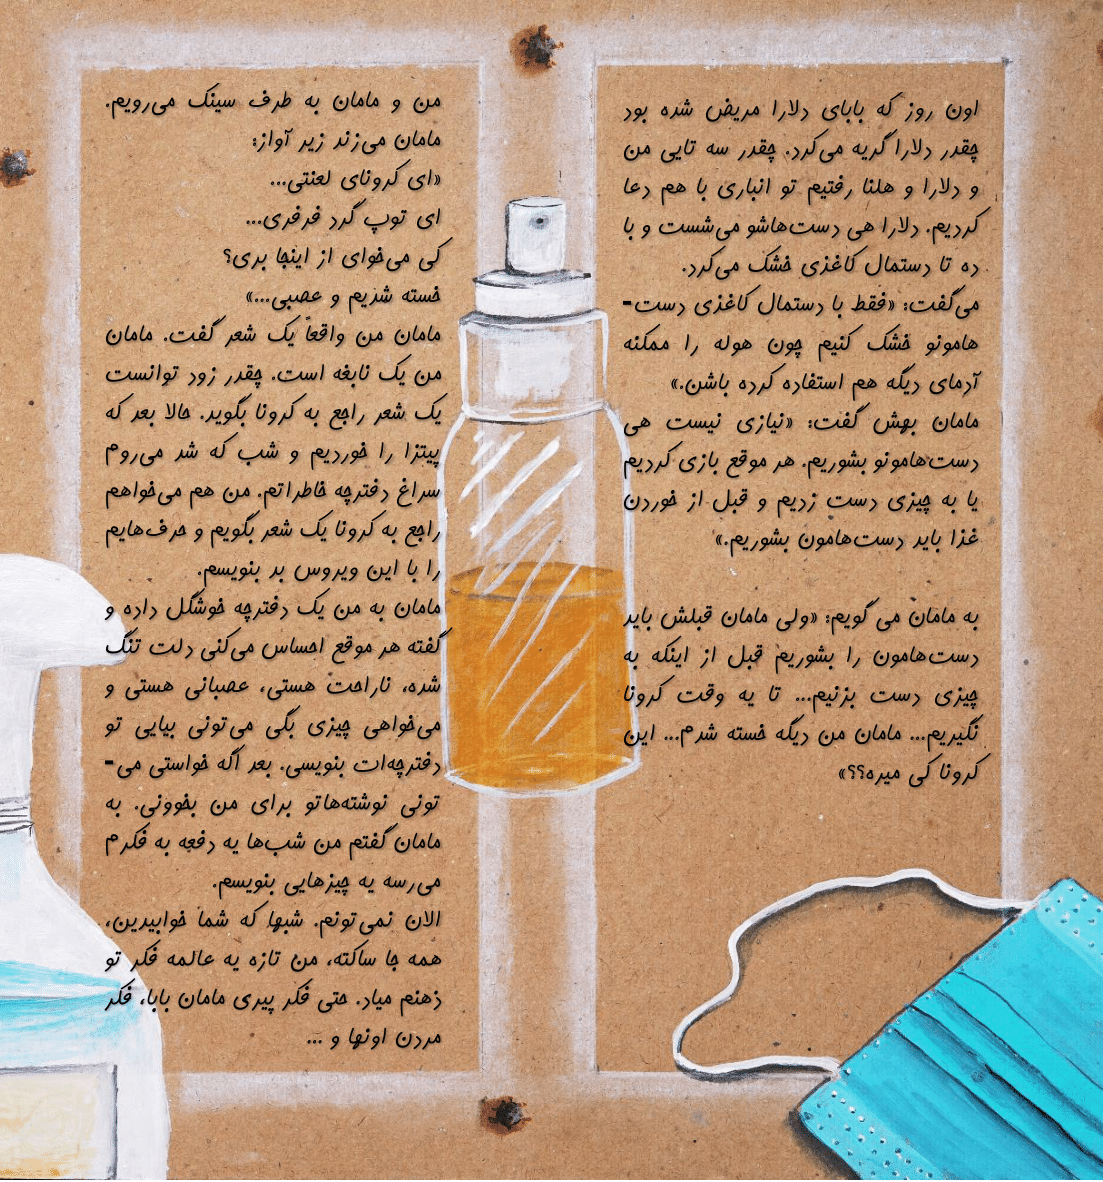 اون روز که بابای دلارا مریض شده بود
چقدر دلارا گریه می‌کرد. چقدر سه تایی من
و دلارا و هلنا رفتیم تو انباری با هم دعا
کردیم. دلارا هی دست‌هاشو می‌شست و با
ده تا دستمال کاغذی خشک می‌کرد.
می‌گفت: «فقط با دستمال کاغذی دست-
هامونو خشک کنیم چون هوله را ممکنه
آدمای دیگه هم استفاده کرده باشن.»
مامان بهش گفت: «نیازی نیست هی
دست‌هامونو بشوریم. هر موقع بازی کردیم
یا به چیزی دست زدیم و قبل از خوردن
غذا باید دست‌هامون بشوریم.»
به مامان می گویم: «ولی مامان قبلش باید
دست‌هامون را بشوریم قبل از اینکه به
چیزی دست بزنیم... تا یه وقت کرونا
نگیریم... مامان من دیگه خسته شدم... این
کرونا کی میره؟؟»
من و مامان به طرف سینک می‌رویم.
مامان می‌زند زیر آواز:
«ای کرونای لعنتی...
ای توپ گرد فرفری...
کی می‌خوای از اینجا بری؟
خسته شدیم و عصبی...»
مامان من واقعاً یک شعر گفت. مامان
من یک نابغه است. چقدر زود توانست
یک شعر راجع به کرونا بگوید. حالا بعد که
پیتزا را خوردیم و شب که شد می‌روم
سراغ دفترچه خاطراتم. من هم می‌خواهم
راجع به کرونا یک شعر بگویم و حرف‌هایم
را با این ویروس بد بنویسم.
مامان به من یک دفترچه خوشگل داده و
گفته هر موقع احساس می‌کنی دلت تنگ
شده، ناراحت هستی، عصبانی هستی و
می‌خواهی چیزی بگی می‌تونی بیایی تو
دفترچه‌ات بنویسی. بعد اگه خواستی می-
تونی نوشته‌هاتو برای من بخوونی. به
مامان گفتم من شب‌ها یه دفعه به فکرم
می‌رسه یه چیزهایی بنویسم.
الان نمی‌تونم. شبها که شما خوابیدین،
همه جا ساکته، من تازه یه عالمه فکر تو
ذهنم میاد. حتی فکر پیری مامان بابا، فکر
مردن اونها و ...